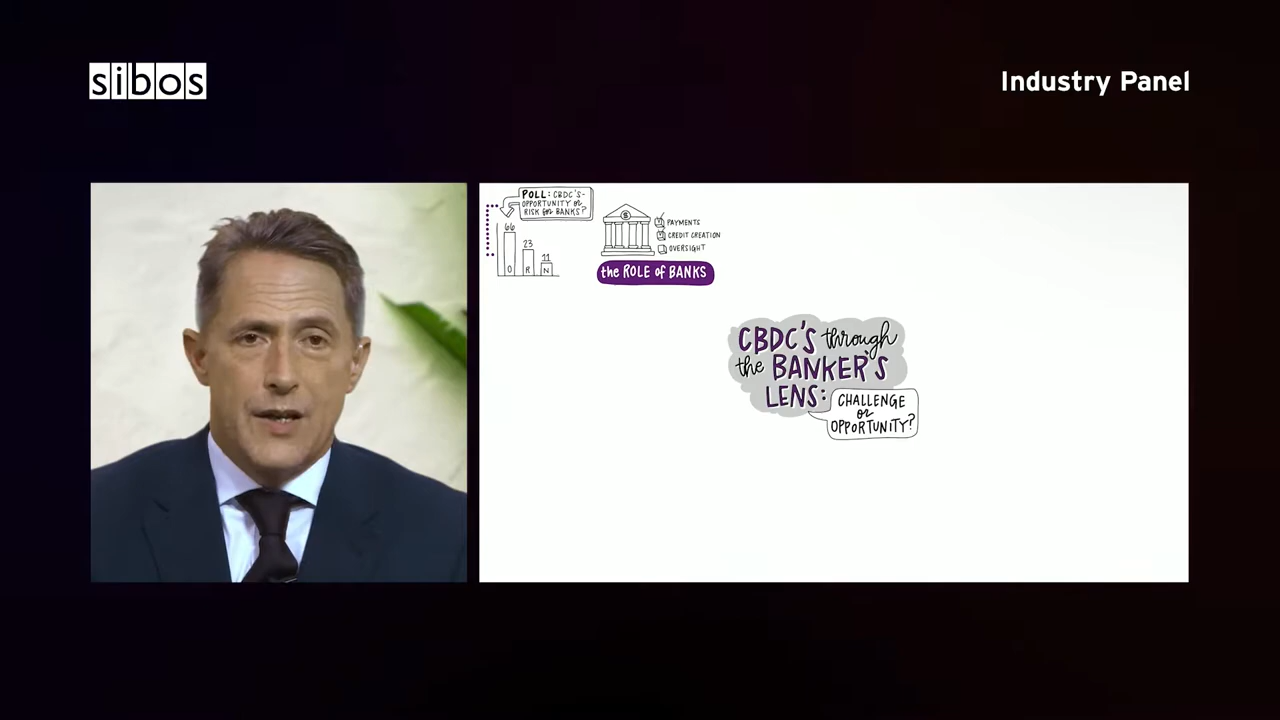 sibos
Industry Panel
POLL: CBDC'S-
OPPORTUNITY or
RISK for BANKS?
66
23
11
O
R
N
$
PAYMENTS
CREDIT CREATION
OVERSIGHT
the ROLE of BANKS
CBDC'S through
the BANKER'S
LENS:
CHALLENGE
or
OPPORTUNITY?